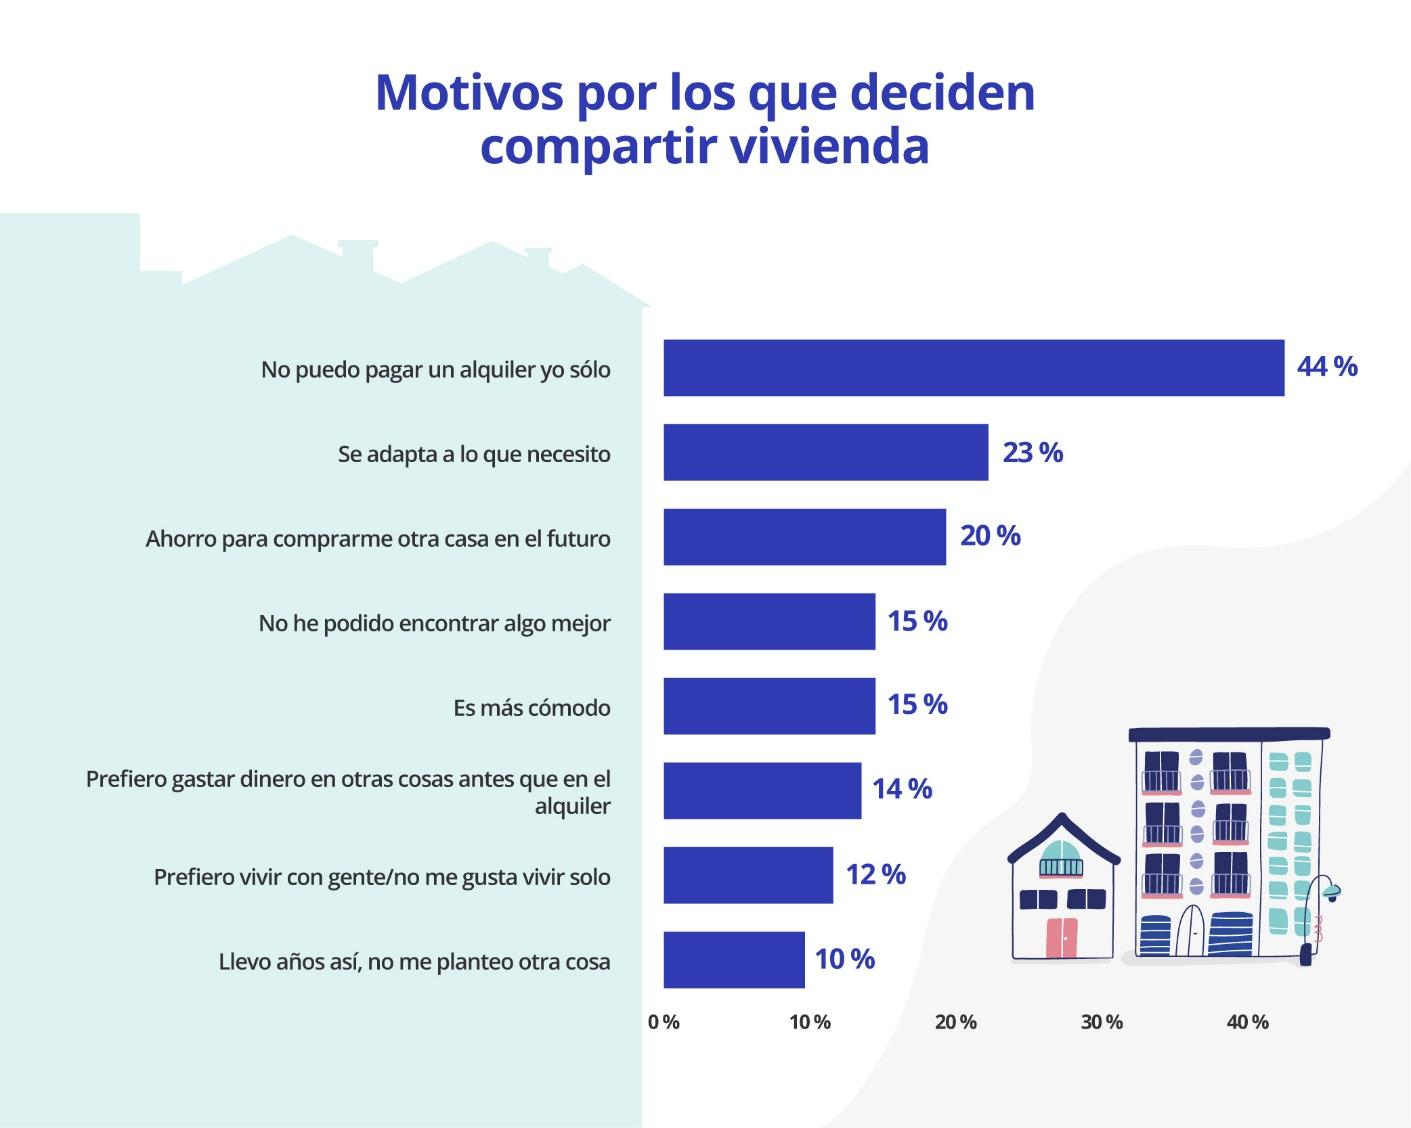 Motivos por los que deciden
compartir vivienda
No puedo pagar un alquiler yo sólo
44 %
Se adapta a lo que necesito
23 %
Ahorro para comprarme otra casa en el futuro
20 %
No he podido encontrar algo mejor
15 %
Es más cómodo
15 %
Prefiero gastar dinero en otras cosas antes que en el
alquiler
14 %
Prefiero vivir con gente/no me gusta vivir solo
12 %
Llevo años así, no me planteo otra cosa
10 %
0 % 10 % 20 % 30 % 40 %